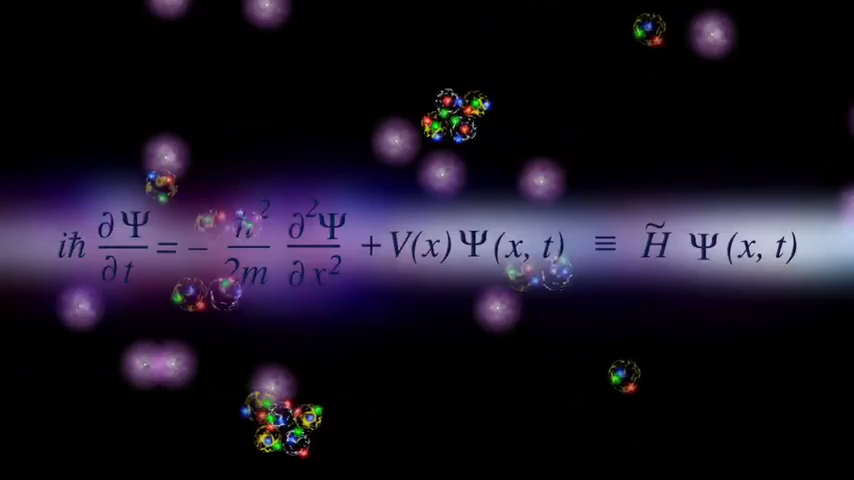 iħ ∂Ψ/∂t = − ħ²/2m ∂²Ψ/∂x² + V(x)Ψ(x, t) ≡ H̃ Ψ(x, t)